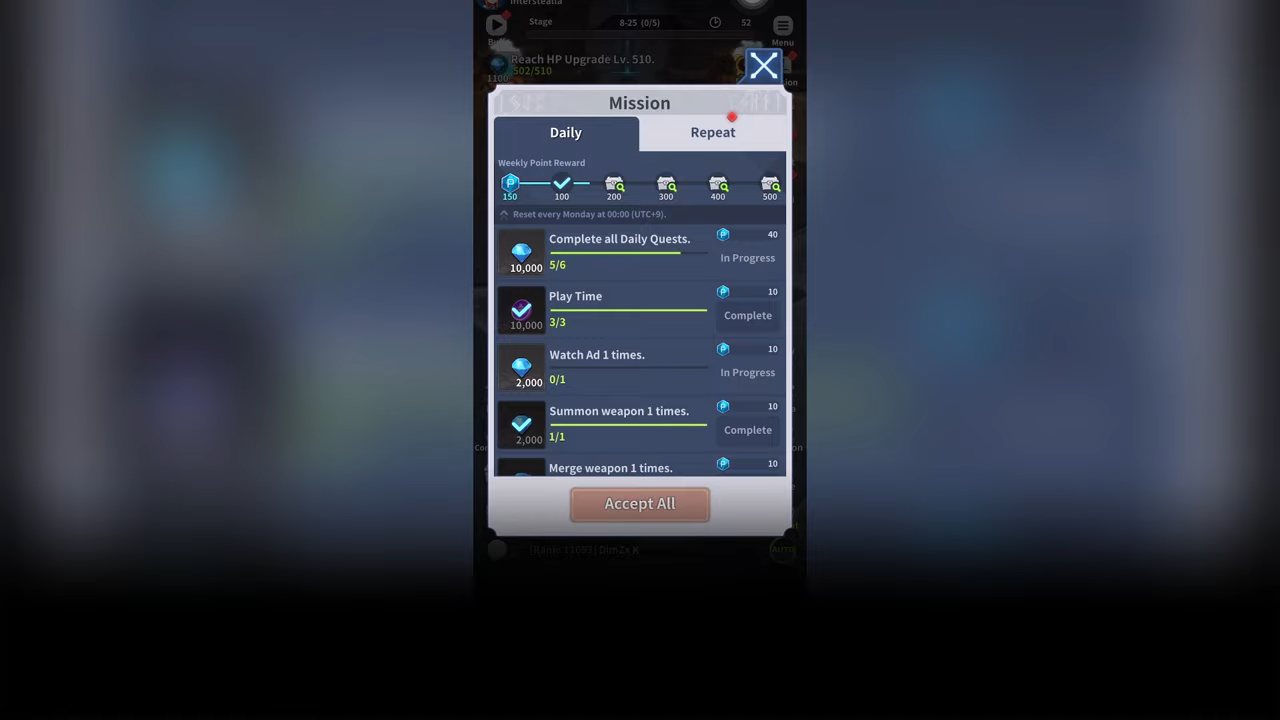 Interstealla
Stage
8-25 (0/5)
52
Menu
Reach HP Upgrade Lv. 510.
502/510
1100
Mission
Daily
Repeat
Weekly Point Reward
P
150
100
200
300
400
500
Reset every Monday at 00:00 (UTC+9).
10,000
Complete all Daily Quests.
5/6
P
40
In Progress
10,000
Play Time
3/3
P
10
Complete
2,000
Watch Ad 1 times.
0/1
P
10
In Progress
2,000
Summon weapon 1 times.
1/1
P
10
Complete
Merge weapon 1 times.
P
10
Accept All
AUTO